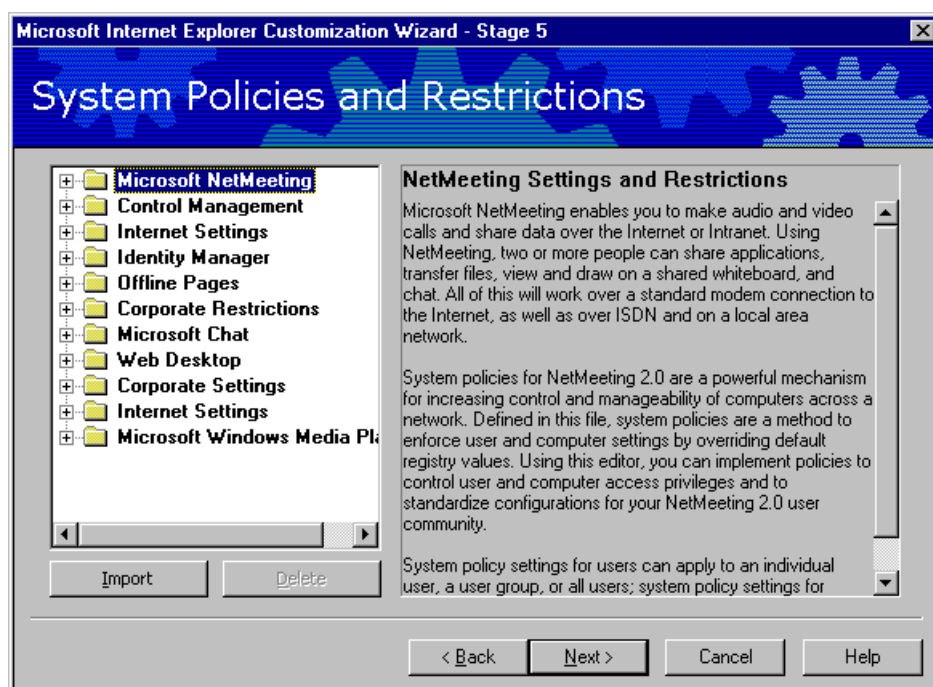 Microsoft Internet Explorer Customization Wizard - Stage 5
System Policies and Restrictions
Microsoft NetMeeting
Control Management
Internet Settings
Identity Manager
Offline Pages
Corporate Restrictions
Microsoft Chat
Web Desktop
Corporate Settings
Internet Settings
Microsoft Windows Media Pla
Import
Delete
NetMeeting Settings and Restrictions
Microsoft NetMeeting enables you to make audio and video
calls and share data over the Internet or Intranet. Using
NetMeeting, two or more people can share applications,
transfer files, view and draw on a shared whiteboard, and
chat. All of this will work over a standard modem connection to
the Internet, as well as over ISDN and on a local area
network.
System policies for NetMeeting 2.0 are a powerful mechanism
for increasing control and manageability of computers across a
network. Defined in this file, system policies are a method to
enforce user and computer settings by overriding default
registry values. Using this editor, you can implement policies to
control user and computer access privileges and to
standardize configurations for your NetMeeting 2.0 user
community.
System policy settings for users can apply to an individual
user, a user group, or all users; system policy settings for
< Back
Next >
Cancel
Help